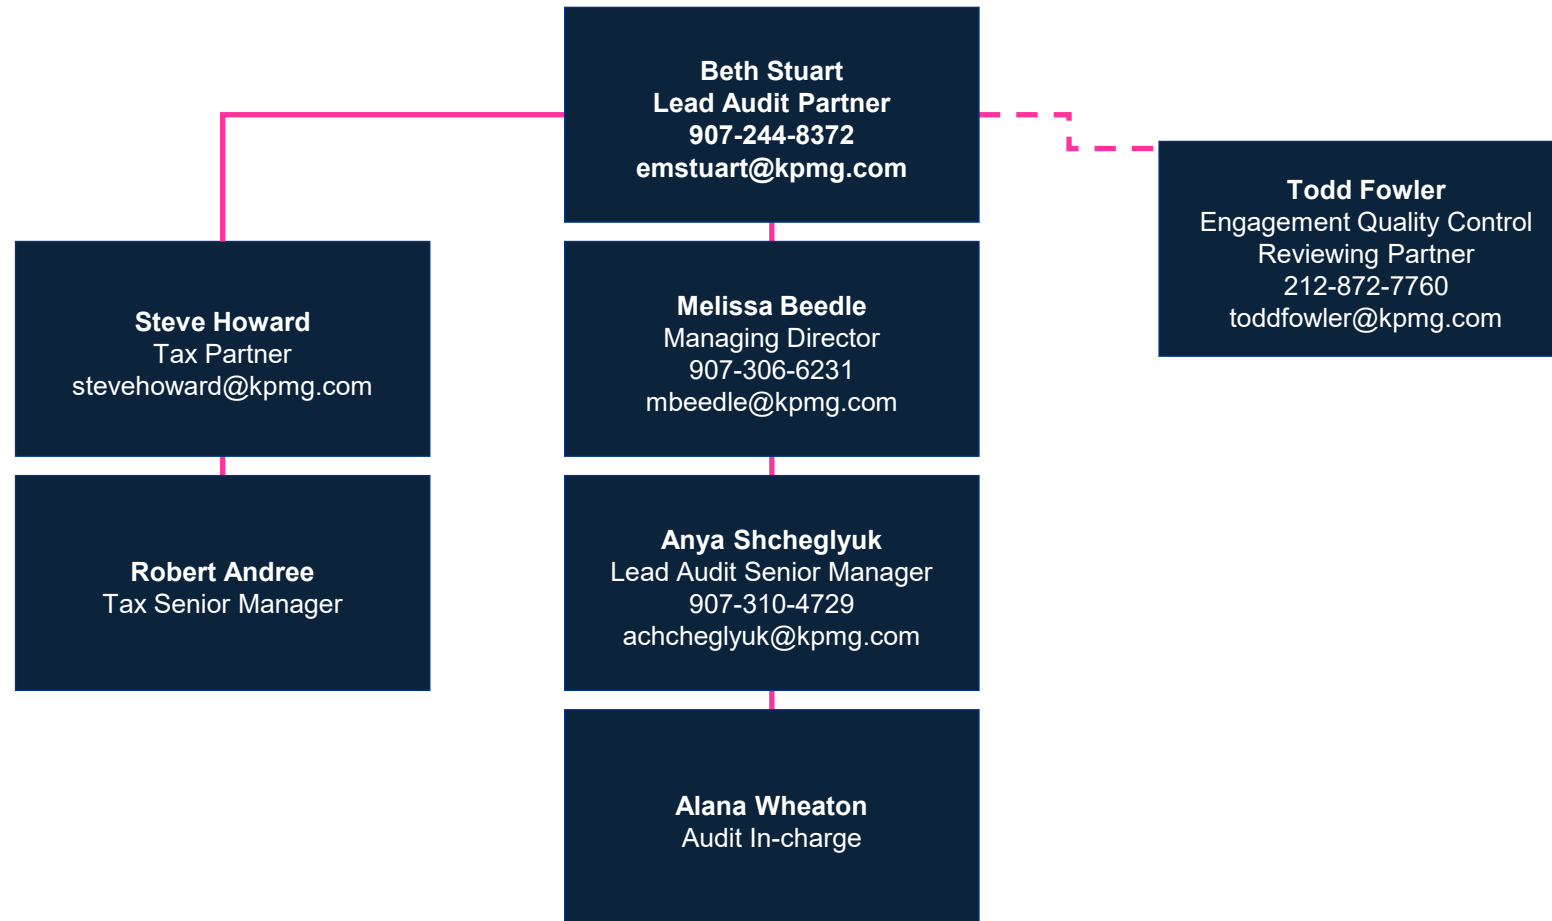 Beth Stuart
Lead Audit Partner
907-244-8372
emstuart@kpmg.com
Todd Fowler
Engagement Quality Control
Reviewing Partner
212-872-7760
toddfowler@kpmg.com
Steve Howard
Tax Partner
stevehoward@kpmg.com
Melissa Beedle
Managing Director
907-306-6231
mbeedle@kpmg.com
Robert Andree
Tax Senior Manager
Anya Shcheglyuk
Lead Audit Senior Manager
907-310-4729
achcheglyuk@kpmg.com
Alana Wheaton
Audit In-charge